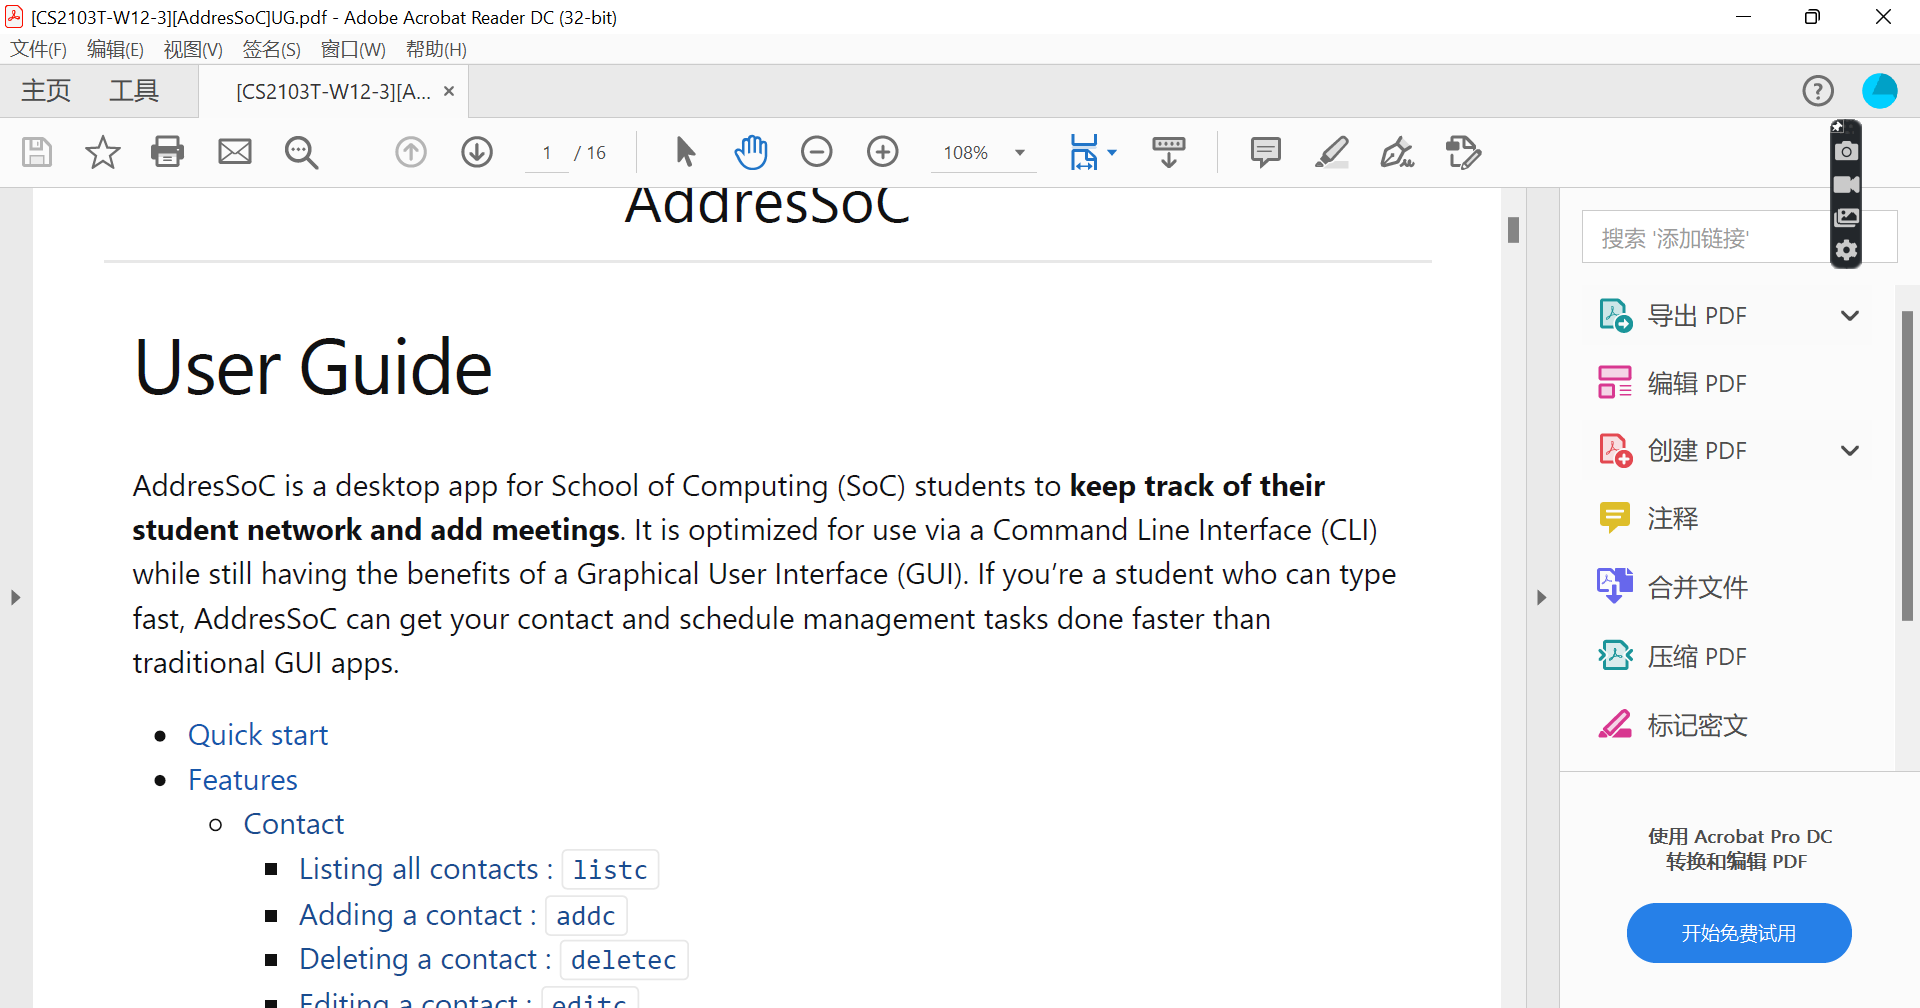 [CS2103T-W12-3][AddresSoC]UG.pdf - Adobe Acrobat Reader DC (32-bit)
文件(F) 编辑(E) 视图(V) 签名(S) 窗口(W) 帮助(H)
主页 工具 [CS2103T-W12-3][A... ×
1 / 16 108%
AddresSoC
User Guide
AddresSoC is a desktop app for School of Computing (SoC) students to keep track of their
student network and add meetings. It is optimized for use via a Command Line Interface (CLI)
while still having the benefits of a Graphical User Interface (GUI). If you’re a student who can type
fast, AddresSoC can get your contact and schedule management tasks done faster than
traditional GUI apps.
Quick start
Features
Contact
Listing all contacts : listc
Adding a contact : addc
Deleting a contact : deletec
Editing a contact : editc
搜索 '添加链接'
导出 PDF
编辑 PDF
创建 PDF
注释
合并文件
压缩 PDF
标记密文
使用 Acrobat Pro DC
转换和编辑 PDF
开始免费试用